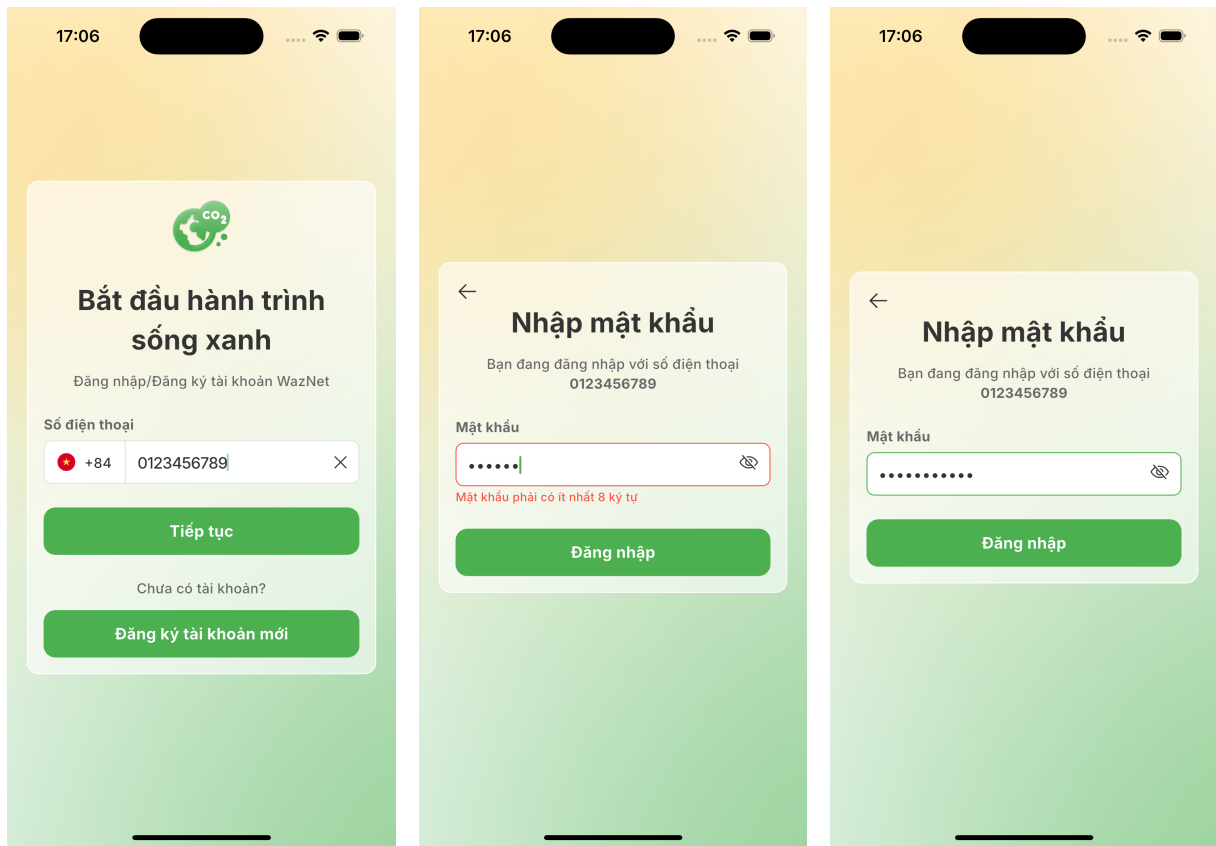 17:06
CO2
Bắt đầu hành trình
sống xanh
Đăng nhập/Đăng ký tài khoản WazNet
Số điện thoại
+84 0123456789
Tiếp tục
Chưa có tài khoản?
Đăng ký tài khoản mới
17:06
Nhập mật khẩu
Bạn đang đăng nhập với số điện thoại
0123456789
Mật khẩu
••••••
Mật khẩu phải có ít nhất 8 ký tự
Đăng nhập
17:06
Nhập mật khẩu
Bạn đang đăng nhập với số điện thoại
0123456789
Mật khẩu
•••••••••••
Đăng nhập